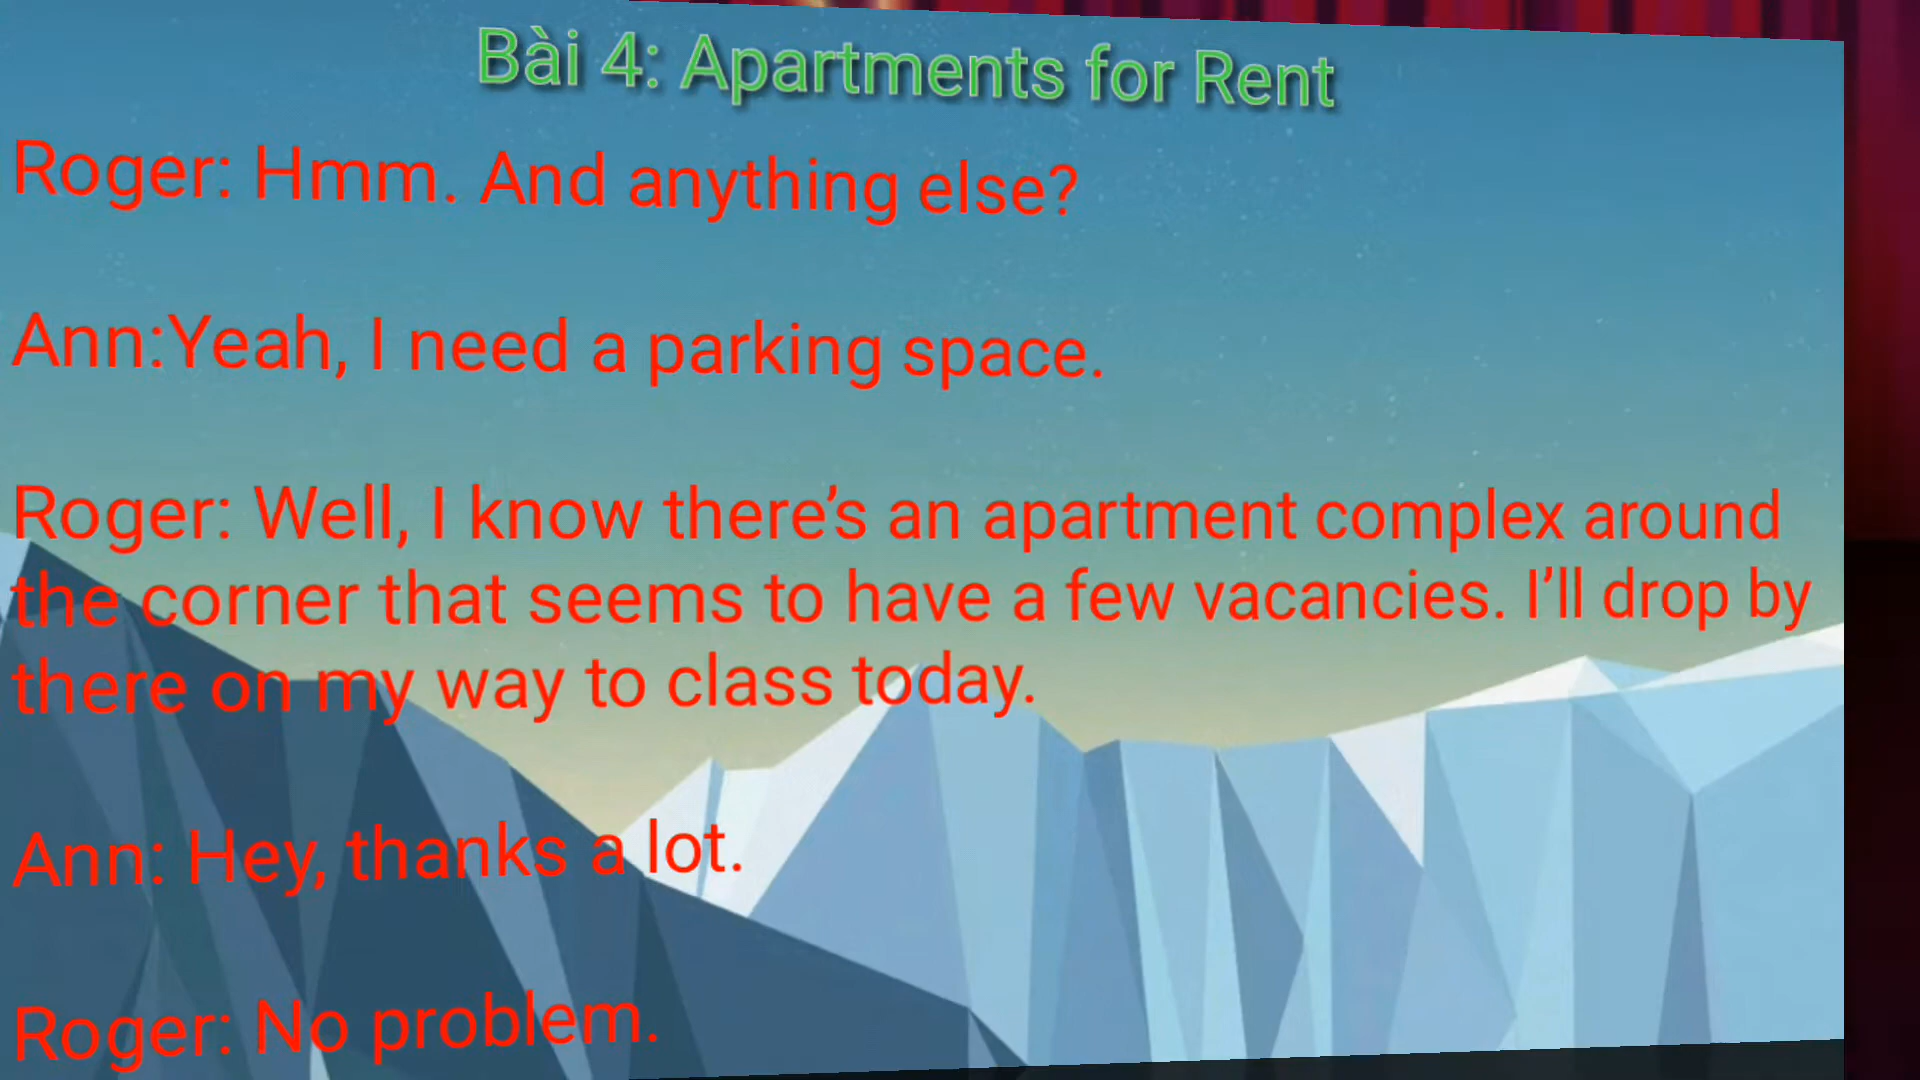 Bài 4: Apartments for Rent
Roger: Hmm. And anything else?
Ann:Yeah, I need a parking space.
Roger: Well, I know there’s an apartment complex around
the corner that seems to have a few vacancies. I’ll drop by
there on my way to class today.
Ann: Hey, thanks a lot.
Roger: No problem.